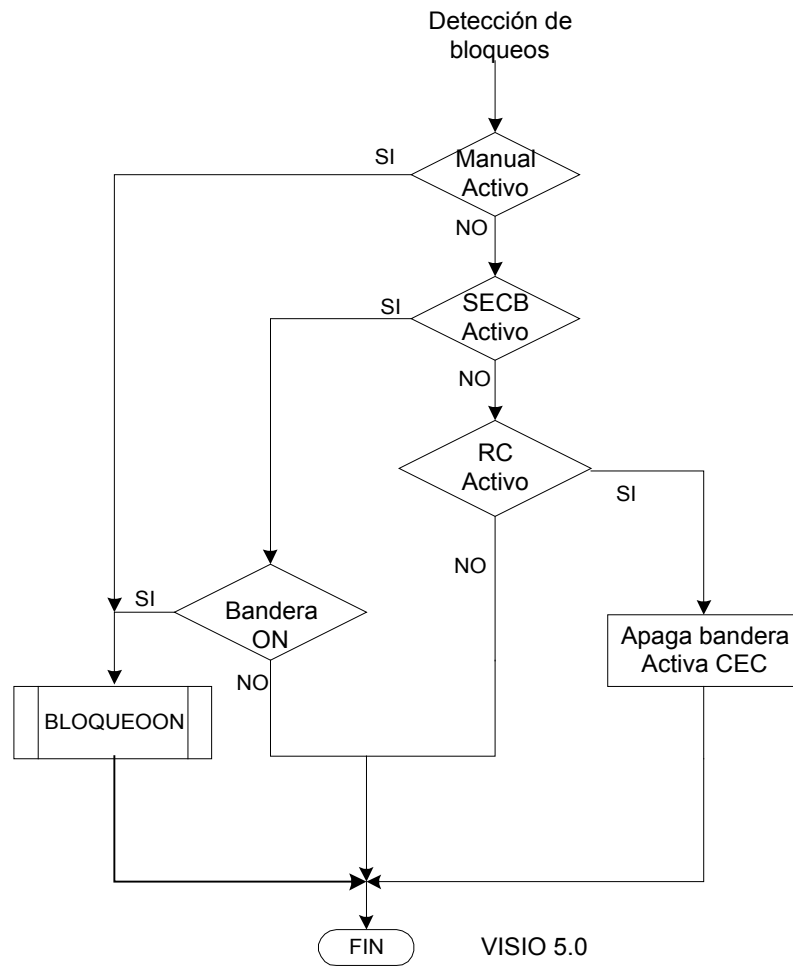 Detección de
bloqueos
SI
Manual
Activo
NO
SI
SECB
Activo
NO
RC
Activo
SI
NO
SI
Bandera
ON
NO
Apaga bandera
Activa CEC
BLOQUEOON
FIN
VISIO 5.0